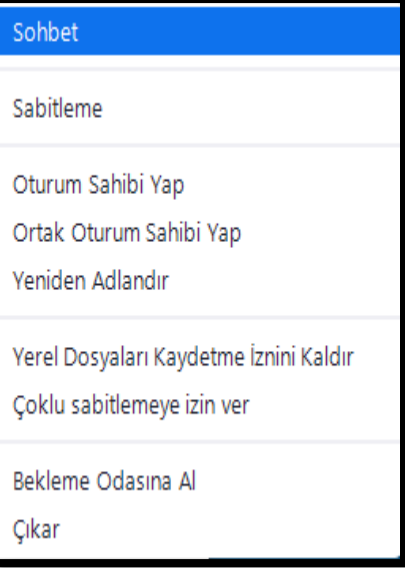 Sohbet
Sabitleme
Oturum Sahibi Yap
Ortak Oturum Sahibi Yap
Yeniden Adlandır
Yerel Dosyaları Kaydetme İznini Kaldır
Çoklu sabitlemeye izin ver
Bekleme Odasına Al
Çıkar